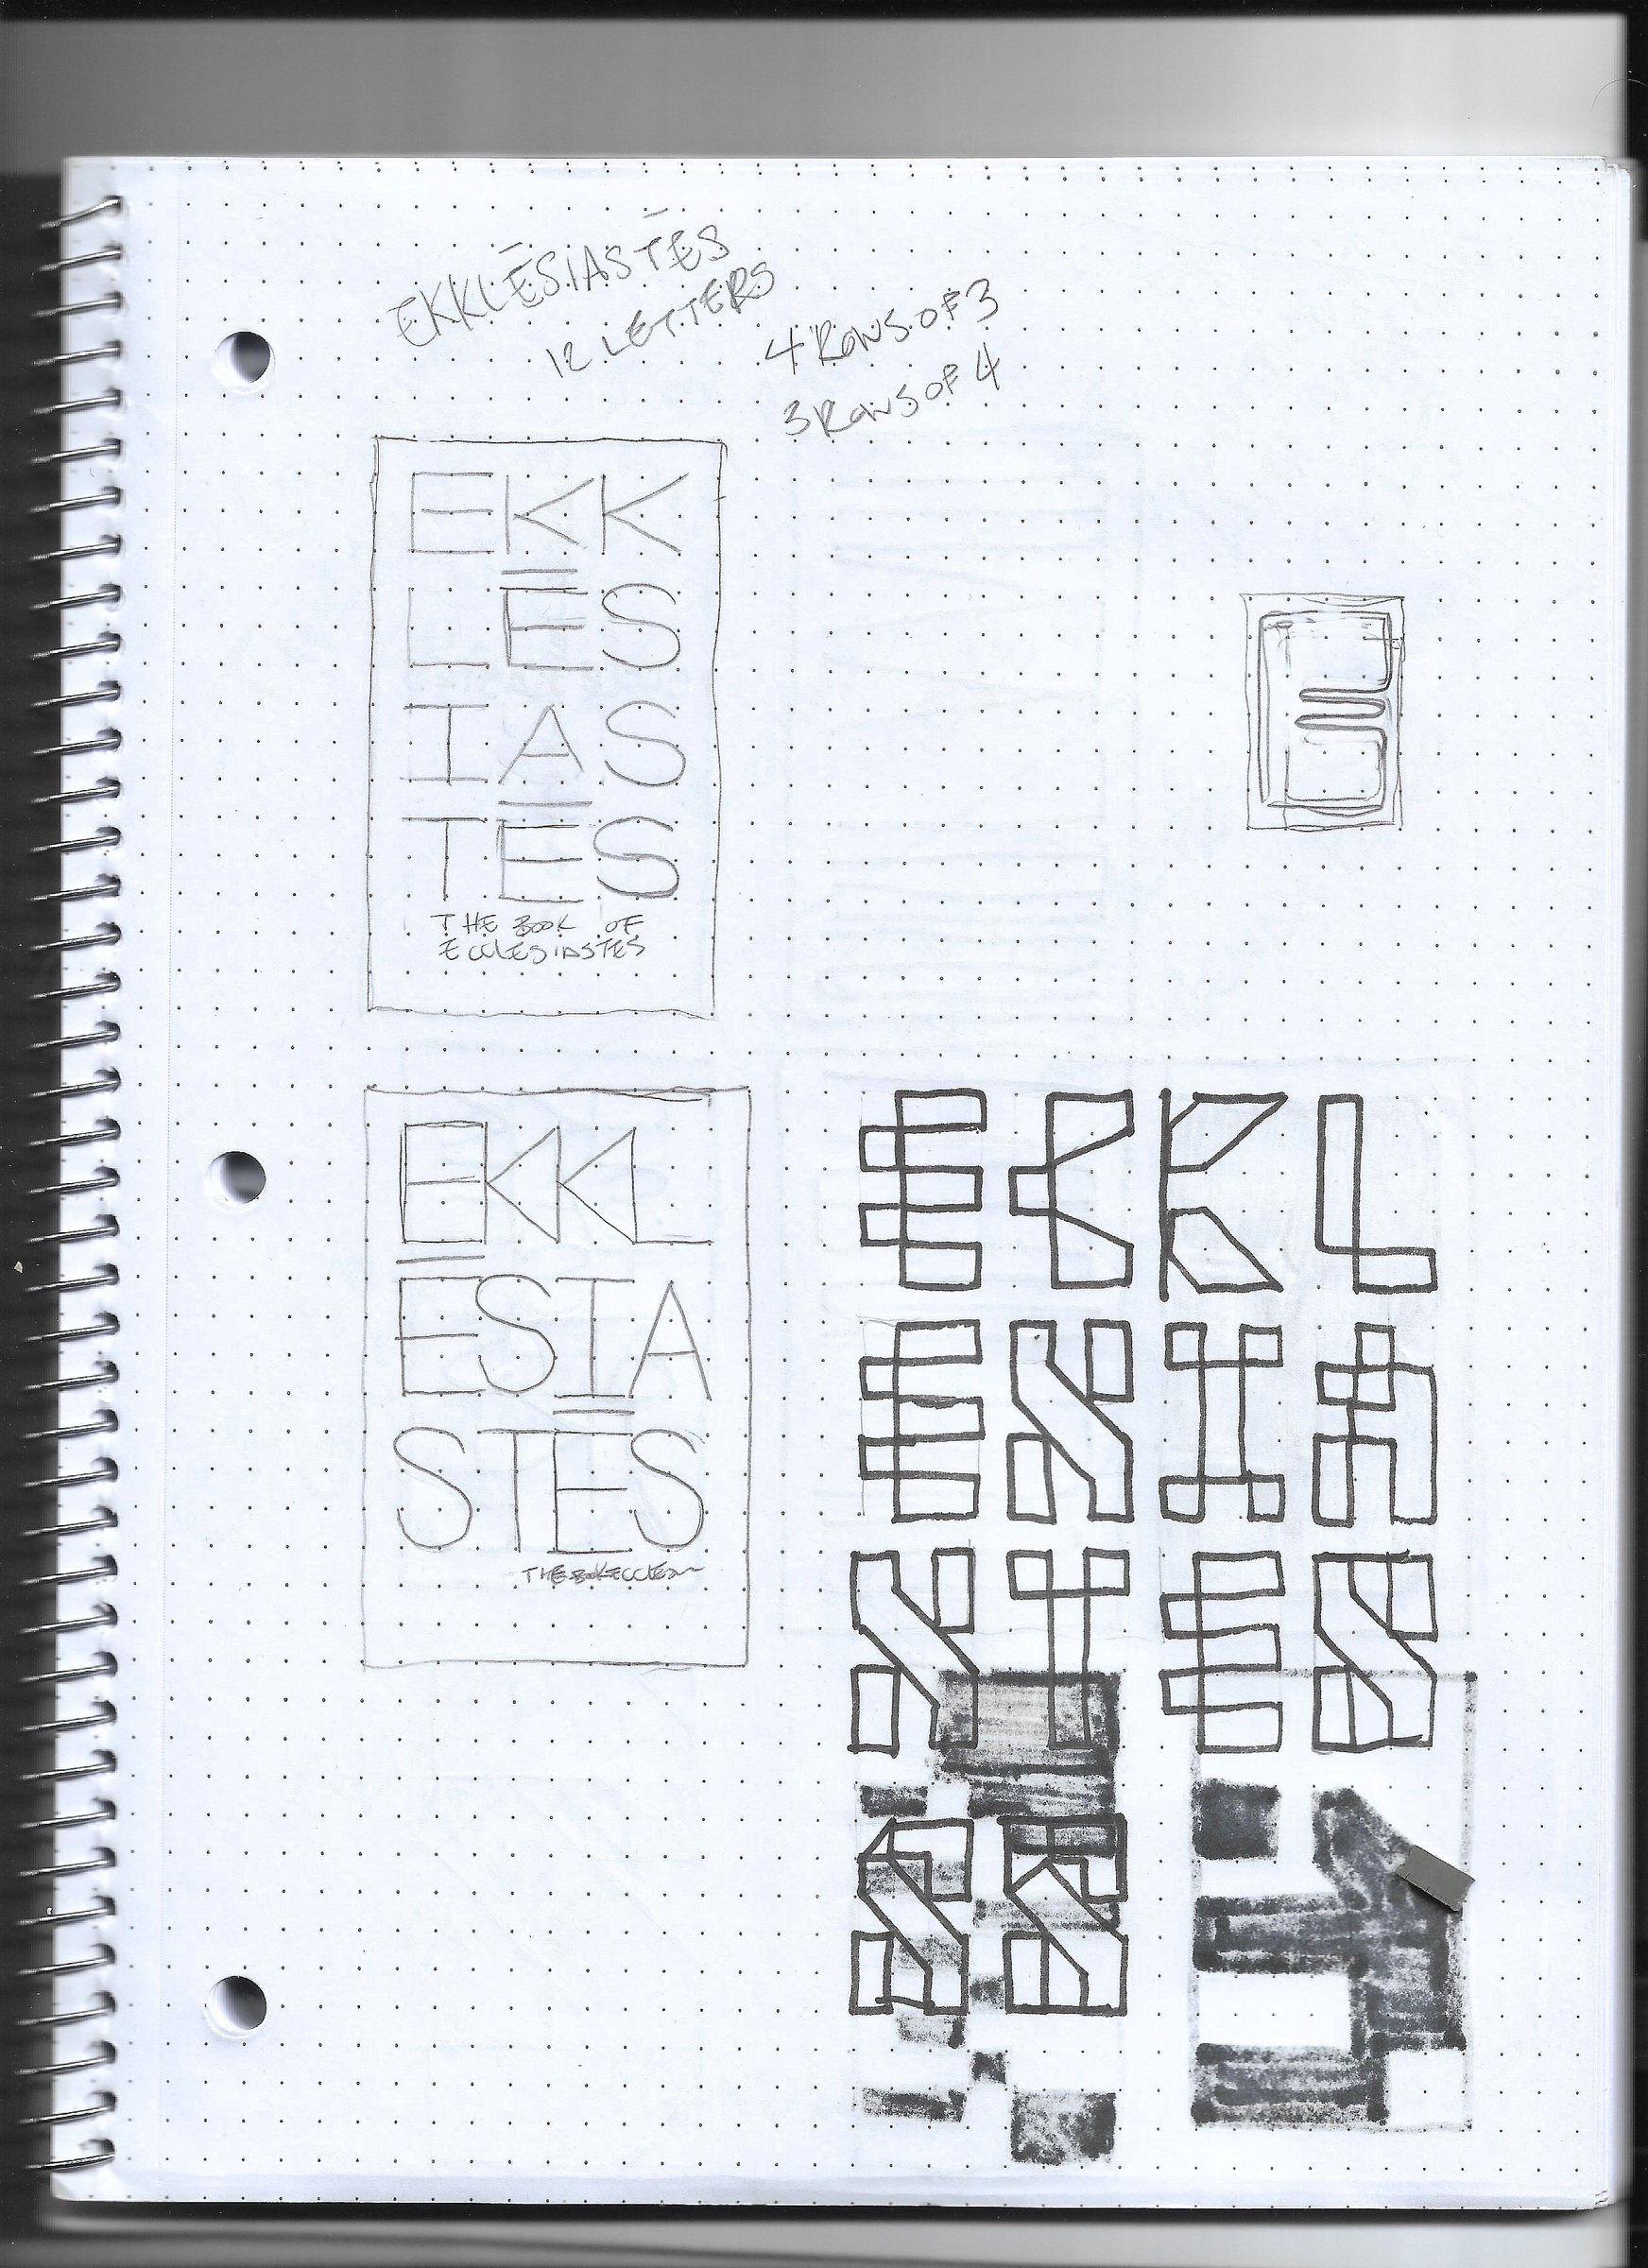 EKKLĒSIASTĒS
12 LETTERS
4 ROWS OF 3
3 ROWS OF 4
EKK
LĒS
IAS
TĒS
THE BOOK OF
ECCLESIASTES
EKKL
ĒSIA
STĒS
EKKL
ESIA
STES
S S